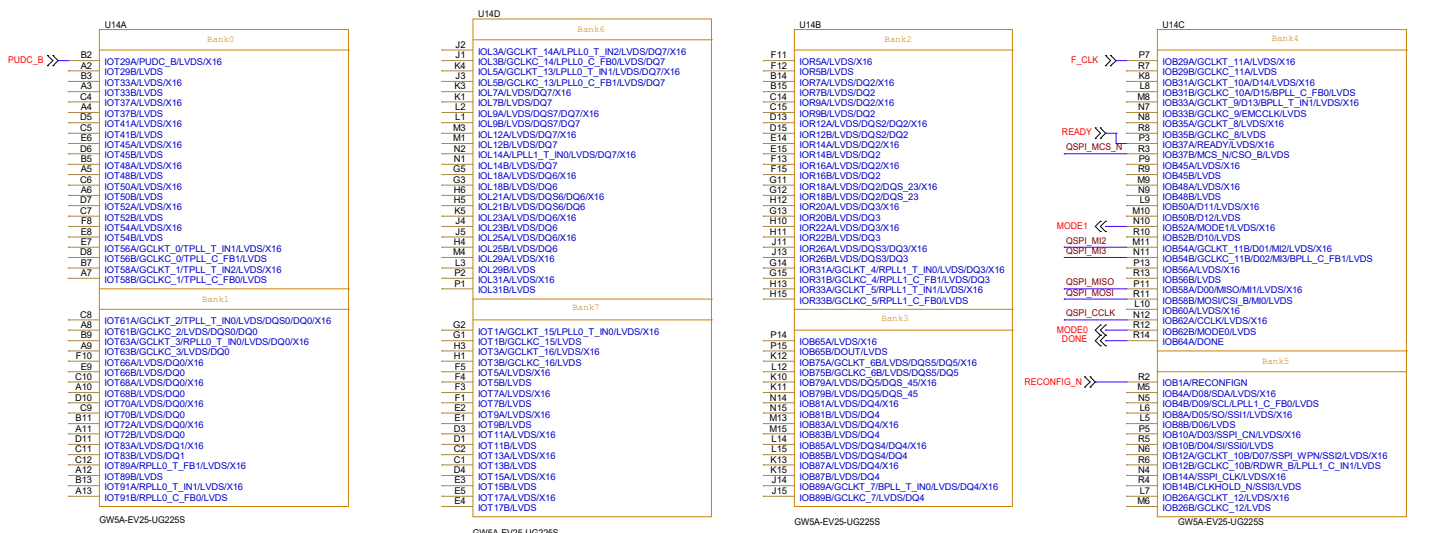 U14A
Bank0
PUDC_B
B2 IOT29A/PUDC_B/LVDS/X16
A2 IOT29B/LVDS
B3 IOT33A/LVDS/X16
A3 IOT33B/LVDS
C4 IOT37A/LVDS/X16
A4 IOT37B/LVDS
D5 IOT41A/LVDS/X16
C5 IOT41B/LVDS
E6 IOT45A/LVDS/X16
D6 IOT45B/LVDS
B5 IOT48A/LVDS/X16
A5 IOT48B/LVDS
C6 IOT50A/LVDS/X16
A6 IOT50B/LVDS
D7 IOT52A/LVDS/X16
C7 IOT52B/LVDS
F8 IOT54A/LVDS/X16
E8 IOT54B/LVDS
E7 IOT56A/GCLKT_0/TPLL_T_IN1/LVDS/X16
D8 IOT56B/GCLKC_0/TPLL_C_FB1/LVDS
B7 IOT58A/GCLKT_1/TPLL_T_IN2/LVDS/X16
A7 IOT58B/GCLKC_1/TPLL_C_FB0/LVDS
Bank1
C8 IOT61A/GCLKT_2/TPLL_T_IN0/LVDS/DQS0/DQ0/X16
A8 IOT61B/GCLKC_2/LVDS/DQS0/DQ0
B9 IOT63A/GCLKT_3/RPLL0_T_IN0/LVDS/DQ0/X16
A9 IOT63B/GCLKC_3/LVDS/DQ0
F10 IOT66A/LVDS/DQ0/X16
E9 IOT66B/LVDS/DQ0
C10 IOT68A/LVDS/DQ0/X16
A10 IOT68B/LVDS/DQ0
D10 IOT70A/LVDS/DQ0/X16
C9 IOT70B/LVDS/DQ0
B11 IOT72A/LVDS/DQ0/X16
A11 IOT72B/LVDS/DQ0
D11 IOT83A/LVDS/DQ1/X16
C11 IOT83B/LVDS/DQ1
C12 IOT89A/RPLL0_T_FB1/LVDS/X16
A12 IOT89B/LVDS
B13 IOT91A/RPLL0_T_IN1/LVDS/X16
A13 IOT91B/RPLL0_C_FB0/LVDS
GW5A-EV25-UG225S
U14D
Bank6
J2 IOL3A/GCLKT_14A/LPLL0_T_IN2/LVDS/DQ7/X16
J1 IOL3B/GCLKC_14/LPLL0_C_FB0/LVDS/DQ7
K4 IOL5A/GCLKT_13/LPLL0_T_IN1/LVDS/DQ7/X16
J3 IOL5B/GCLKC_13/LPLL0_C_FB1/LVDS/DQ7
K3 IOL7A/LVDS/DQ7/X16
K1 IOL7B/LVDS/DQ7
L2 IOL9A/LVDS/DQS7/DQ7/X16
L1 IOL9B/LVDS/DQS7/DQ7
M3 IOL12A/LVDS/DQ7/X16
M1 IOL12B/LVDS/DQ7
N2 IOL14A/LPLL1_T_IN0/LVDS/DQ7/X16
N1 IOL14B/LVDS/DQ7
G5 IOL18A/LVDS/DQ6/X16
G3 IOL18B/LVDS/DQ6
H6 IOL21A/LVDS/DQS6/DQ6/X16
H5 IOL21B/LVDS/DQS6/DQ6
K5 IOL23A/LVDS/DQ6/X16
J4 IOL23B/LVDS/DQ6
J5 IOL25A/LVDS/DQ6/X16
H4 IOL25B/LVDS/DQ6
M4 IOL29A/LVDS/X16
L3 IOL29B/LVDS
P2 IOL31A/LVDS/X16
P1 IOL31B/LVDS
Bank7
G2 IOT1A/GCLKT_15/LPLL0_T_IN0/LVDS/X16
G1 IOT1B/GCLKC_15/LVDS
H3 IOT3A/GCLKT_16/LVDS/X16
H1 IOT3B/GCLKC_16/LVDS
F5 IOT5A/LVDS/X16
F4 IOT5B/LVDS
F3 IOT7A/LVDS/X16
F1 IOT7B/LVDS
E2 IOT9A/LVDS/X16
E1 IOT9B/LVDS
D3 IOT11A/LVDS/X16
D1 IOT11B/LVDS
C2 IOT13A/LVDS/X16
C1 IOT13B/LVDS
D4 IOT15A/LVDS/X16
E3 IOT15B/LVDS
E5 IOT17A/LVDS/X16
E4 IOT17B/LVDS
GW5A-EV25-UG225S
U14B
Bank2
F11 IOR5A/LVDS/X16
F12 IOR5B/LVDS
B14 IOR7A/LVDS/DQ2/X16
B15 IOR7B/LVDS/DQ2
C14 IOR9A/LVDS/DQ2/X16
C15 IOR9B/LVDS/DQ2
D13 IOR12A/LVDS/DQS2/DQ2/X16
D15 IOR12B/LVDS/DQS2/DQ2
E14 IOR14A/LVDS/DQ2/X16
E15 IOR14B/LVDS/DQ2
F13 IOR16A/LVDS/DQ2/X16
F15 IOR16B/LVDS/DQ2
G11 IOR18A/LVDS/DQ2/DQS_23/X16
G12 IOR18B/LVDS/DQ2/DQS_23
H12 IOR20A/LVDS/DQ3/X16
G13 IOR20B/LVDS/DQ3
H10 IOR22A/LVDS/DQ3/X16
H11 IOR22B/LVDS/DQ3
J11 IOR26A/LVDS/DQS3/DQ3/X16
J13 IOR26B/LVDS/DQS3/DQ3
G14 IOR31A/GCLKT_4/RPLL1_T_IN0/LVDS/DQ3/X16
G15 IOR31B/GCLKC_4/RPLL1_C_FB1/LVDS/DQ3
H13 IOR33A/GCLKT_5/RPLL1_T_IN1/LVDS/X16
H15 IOR33B/GCLKC_5/RPLL1_C_FB0/LVDS
Bank3
P14 IOR65A/LVDS/X16
P15 IOR65B/DOUT/LVDS
K12 IOB75A/GCLKT_6B/LVDS/DQS5/DQ5/X16
L12 IOB75B/GCLKC_6B/LVDS/DQS5/DQ5
K10 IOB79A/LVDS/DQ5/DQS_45/X16
K11 IOB79B/LVDS/DQ5/DQS_45
N14 IOB81A/LVDS/DQ4/X16
N15 IOB81B/LVDS/DQ4
M13 IOB83A/LVDS/DQ4/X16
M15 IOB83B/LVDS/DQ4
L14 IOB85A/LVDS/DQS4/DQ4/X16
L15 IOB85B/LVDS/DQS4/DQ4
K13 IOB87A/LVDS/DQ4/X16
K15 IOB87B/LVDS/DQ4
J14 IOB89A/GCLKT_7/BPLL_T_IN0/LVDS/DQ4/X16
J15 IOB89B/GCLKC_7/LVDS/DQ4
GW5A-EV25-UG225S
U14C
Bank4
F_CLK P7 IOB29A/GCLKT_11A/LVDS/X16
R7 IOB29B/GCLKC_11A/LVDS
K8 IOB31A/GCLKT_10A/D14/LVDS/X16
L8 IOB31B/GCLKC_10A/D15/BPLL_C_FB0/LVDS
M8 IOB33A/GCLKT_9/D13/BPLL_T_IN1/LVDS/X16
N7 IOB33B/GCLKC_9/EMCCLK/LVDS
N8 IOB35A/GCLKT_8/LVDS/X16
R8 IOB35B/GCLKC_8/LVDS
READY P3 IOB37A/READY/LVDS/X16
QSPI_MCS_N R3 IOB37B/MCS_N/CSO_B/LVDS
P9 IOB45A/LVDS/X16
R9 IOB45B/LVDS
M9 IOB48A/LVDS/X16
N9 IOB48B/LVDS
L9 IOB50A/D11/LVDS/X16
M10 IOB50B/D12/LVDS
MODE1 N10 IOB52A/MODE1/LVDS/X16
R10 IOB52B/D10/LVDS
QSPI_MI2 M11 IOB54A/GCLKT_11B/D01/MI2/LVDS/X16
QSPI_MI3 N11 IOB54B/GCLKC_11B/D02/MI3/BPLL_C_FB1/LVDS
P13 IOB56A/LVDS/X16
R13 IOB56B/LVDS
QSPI_MISO P11 IOB58A/D00/MISO/MI1/LVDS/X16
QSPI_MOSI R11 IOB58B/MOSI/CSI_B/MI0/LVDS
L10 IOB60A/LVDS/X16
QSPI_CCLK N12 IOB62A/CCLK/LVDS/X16
MODE0 R12 IOB62B/MODE0/LVDS
DONE R14 IOB64A/DONE
Bank5
RECONFIG_N R2 IOB1A/RECONFIGN
M5 IOB4A/D08/SDA/LVDS/X16
N5 IOB4B/D09/SCL/LPLL1_C_FB0/LVDS
L6 IOB8A/D05/SO/SSI1/LVDS/X16
L5 IOB8B/D06/LVDS
P5 IOB10A/D03/SSPI_CN/LVDS/X16
R5 IOB10B/D04/SI/SSI0/LVDS
N6 IOB12A/GCLKT_10B/D07/SSPI_WPN/SSI2/LVDS/X16
R6 IOB12B/GCLKC_10B/RDWR_B/LPLL1_C_IN1/LVDS
N4 IOB14A/SSPI_CLK/LVDS/X16
R4 IOB14B/CLKHOLD_N/SSI3/LVDS
L7 IOB26A/GCLKT_12/LVDS/X16
M6 IOB26B/GCLKC_12/LVDS
GW5A-EV25-UG225S